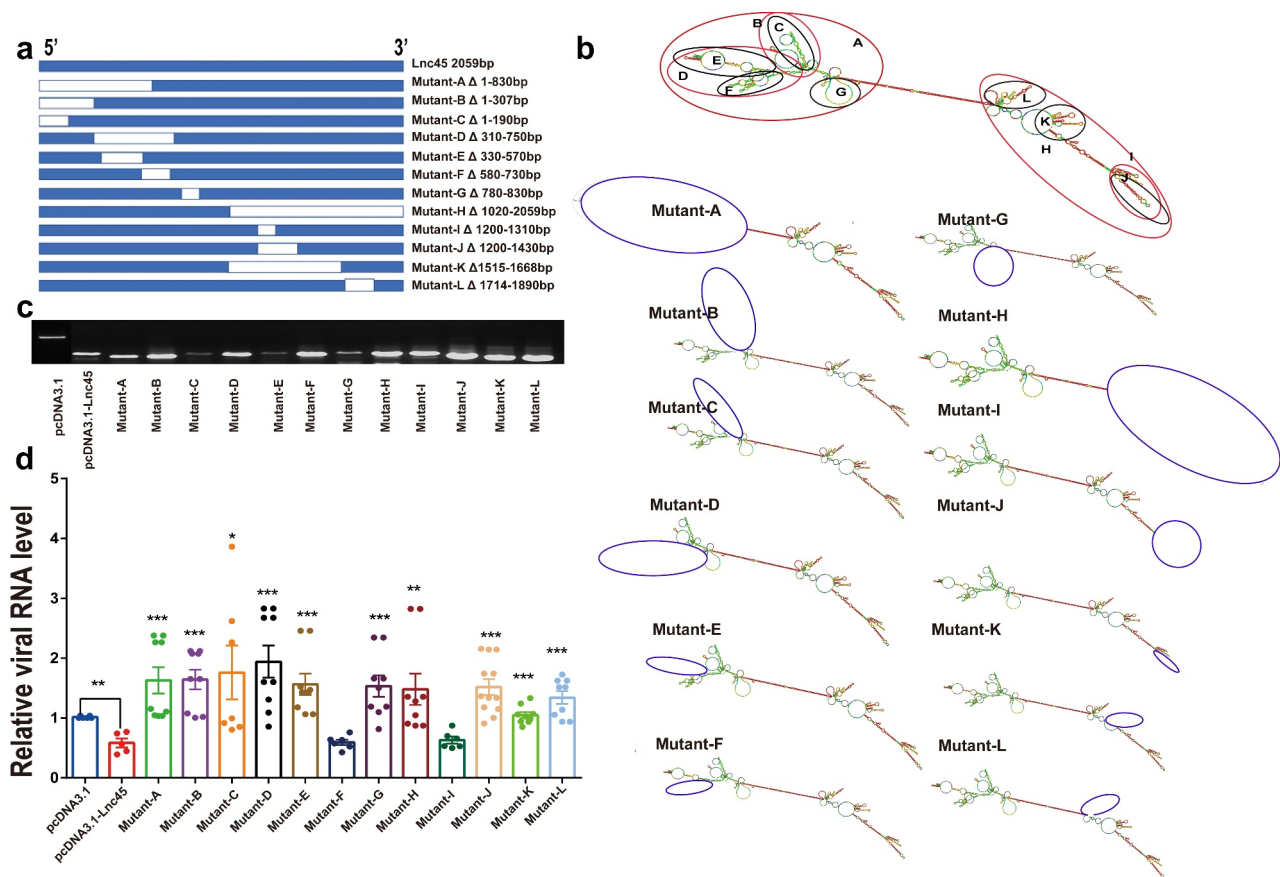 a
5'
3'
Lnc45 2059bp
Mutant-A Δ 1-830bp
Mutant-B Δ 1-307bp
Mutant-C Δ 1-190bp
Mutant-D Δ 310-750bp
Mutant-E Δ 330-570bp
Mutant-F Δ 580-730bp
Mutant-G Δ 780-830bp
Mutant-H Δ 1020-2059bp
Mutant-I Δ 1200-1310bp
Mutant-J Δ 1200-1430bp
Mutant-K Δ1515-1668bp
Mutant-L Δ 1714-1890bp
b
B
C
A
E
D
F
G
L
K
H
I
J
Mutant-A
Mutant-B
Mutant-C
Mutant-D
Mutant-E
Mutant-F
Mutant-G
Mutant-H
Mutant-I
Mutant-J
Mutant-K
Mutant-L
c
pcDNA3.1
pcDNA3.1-Lnc45
Mutant-A
Mutant-B
Mutant-C
Mutant-D
Mutant-E
Mutant-F
Mutant-G
Mutant-H
Mutant-I
Mutant-J
Mutant-K
Mutant-L
d
Relative viral RNA level
5
4
3
2
1
0
**
***
***
*
***
***
***
**
***
***
***
pcDNA3.1
pcDNA3.1-Lnc45
Mutant-A
Mutant-B
Mutant-C
Mutant-D
Mutant-E
Mutant-F
Mutant-G
Mutant-H
Mutant-I
Mutant-J
Mutant-K
Mutant-L